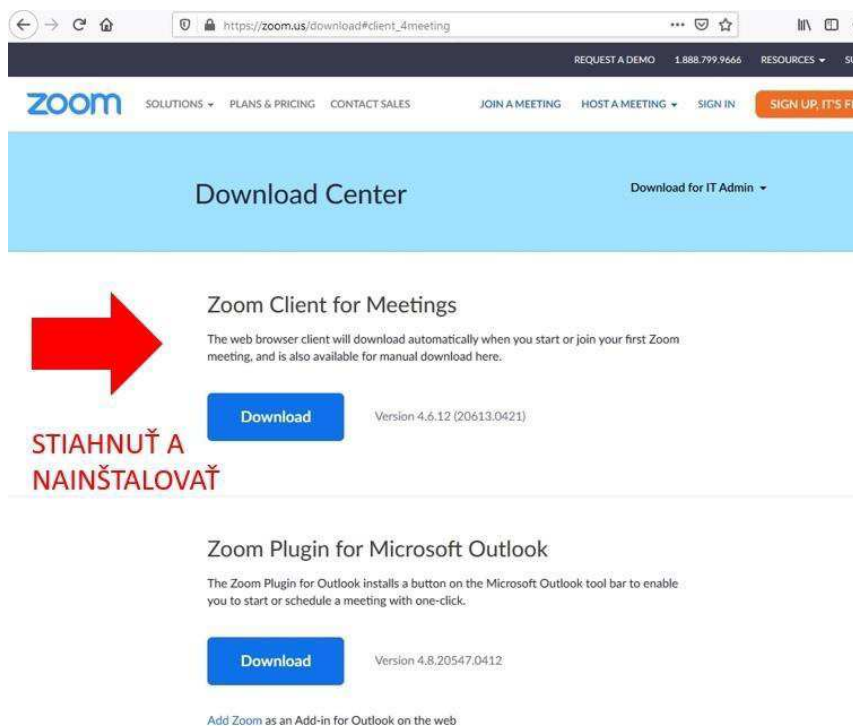 https://zoom.us/download#client_4meeting
REQUEST A DEMO 1.888.799.9666 RESOURCES
zoom SOLUTIONS PLANS & PRICING CONTACT SALES JOIN A MEETING HOST A MEETING SIGN IN SIGN UP, IT'S
Download Center Download for IT Admin
Zoom Client for Meetings
The web browser client will download automatically when you start or join your first Zoom
meeting, and is also available for manual download here.
Download Version 4.6.12 (20613.0421)
STIAHNUŤ A
NAINŠTALOVAŤ
Zoom Plugin for Microsoft Outlook
The Zoom Plugin for Outlook installs a button on the Microsoft Outlook tool bar to enable
you to start or schedule a meeting with one-click.
Download Version 4.8.20547.0412
Add Zoom as an Add-in for Outlook on the web